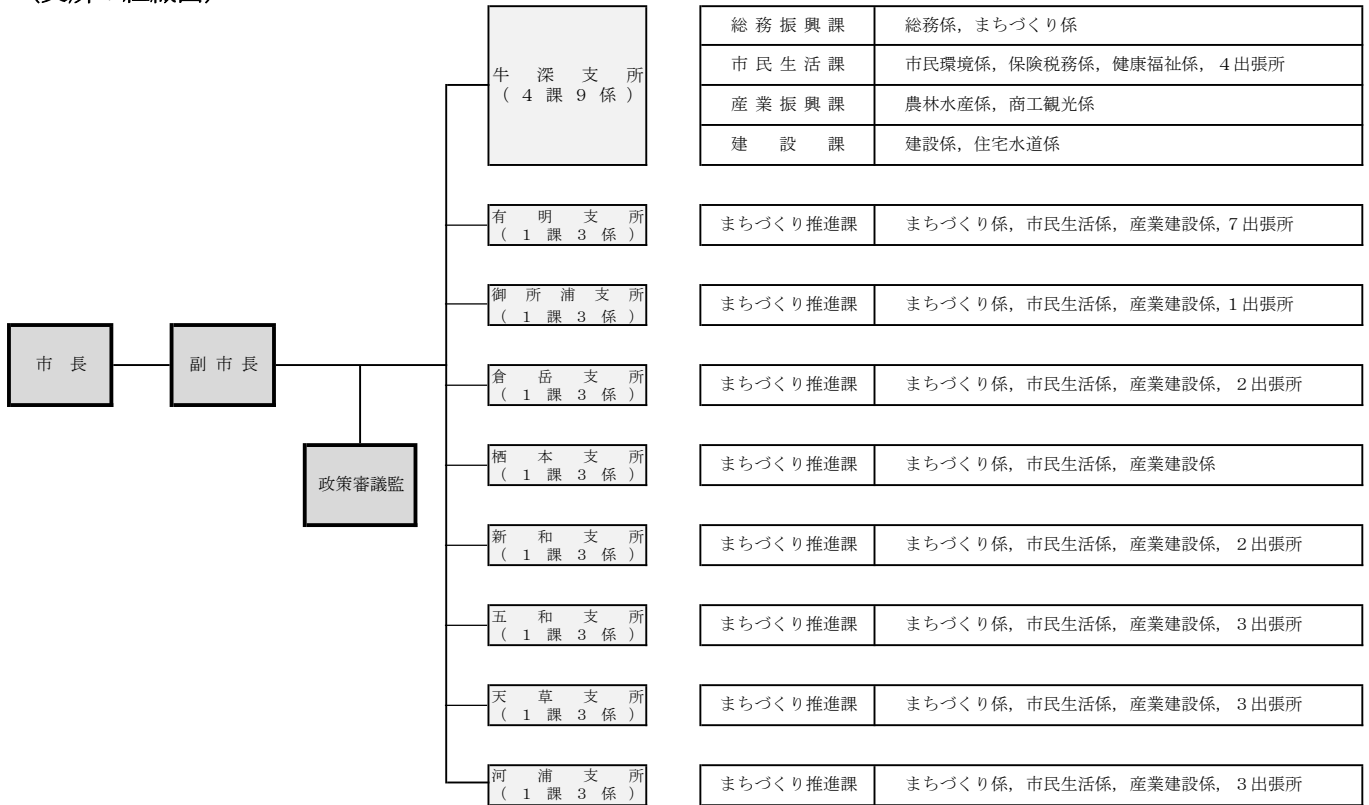 総務振興課 総務係，まちづくり係
牛深支所
（4課9係）
市民生活課 市民環境係，保険税務係，健康福祉係，4出張所
産業振興課 農林水産係，商工観光係
建設課 建設係，住宅水道係
有明支所
（1課3係）
まちづくり推進課 まちづくり係，市民生活係，産業建設係，7出張所
御所浦支所
（1課3係）
まちづくり推進課 まちづくり係，市民生活係，産業建設係，1出張所
市長
副市長
倉岳支所
（1課3係）
まちづくり推進課 まちづくり係，市民生活係，産業建設係，2出張所
政策審議監
栖本支所
（1課3係）
まちづくり推進課 まちづくり係，市民生活係，産業建設係
新和支所
（1課3係）
まちづくり推進課 まちづくり係，市民生活係，産業建設係，2出張所
五和支所
（1課3係）
まちづくり推進課 まちづくり係，市民生活係，産業建設係，3出張所
天草支所
（1課3係）
まちづくり推進課 まちづくり係，市民生活係，産業建設係，3出張所
河浦支所
（1課3係）
まちづくり推進課 まちづくり係，市民生活係，産業建設係，3出張所